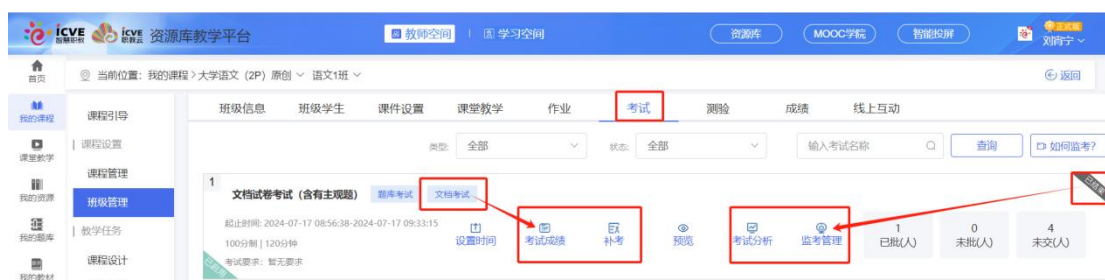 icve 智慧职教 icve 职教云 资源库教学平台 教师空间 学习空间 资源库 MOOC学院 智能投屏 正式版 刘肖宁
首页 当前位置：我的课程>大学语文（2P）原创 语文1班 返回
我的课程 课程引导 班级信息 班级学生 课件设置 课堂教学 作业 考试 测验 成绩 线上互动
课堂教学 课程设置 类型: 全部 状态: 全部 输入考试名称 查询 如何监考?
我的资源 课程管理
班级管理
1 文档试卷考试（含有主观题） 题库考试 文档考试 已结束
我的题库 教学任务 起止时间: 2024-07-17 08:56:38-2024-07-17 09:33:15
设置时间 考试成绩 补考 预览 考试分析 监考管理 1 已批(人) 0 未批(人) 4 未交(人)
100分制 | 120分钟
我的教材 课程设计 考试要求：暂无要求
已启用